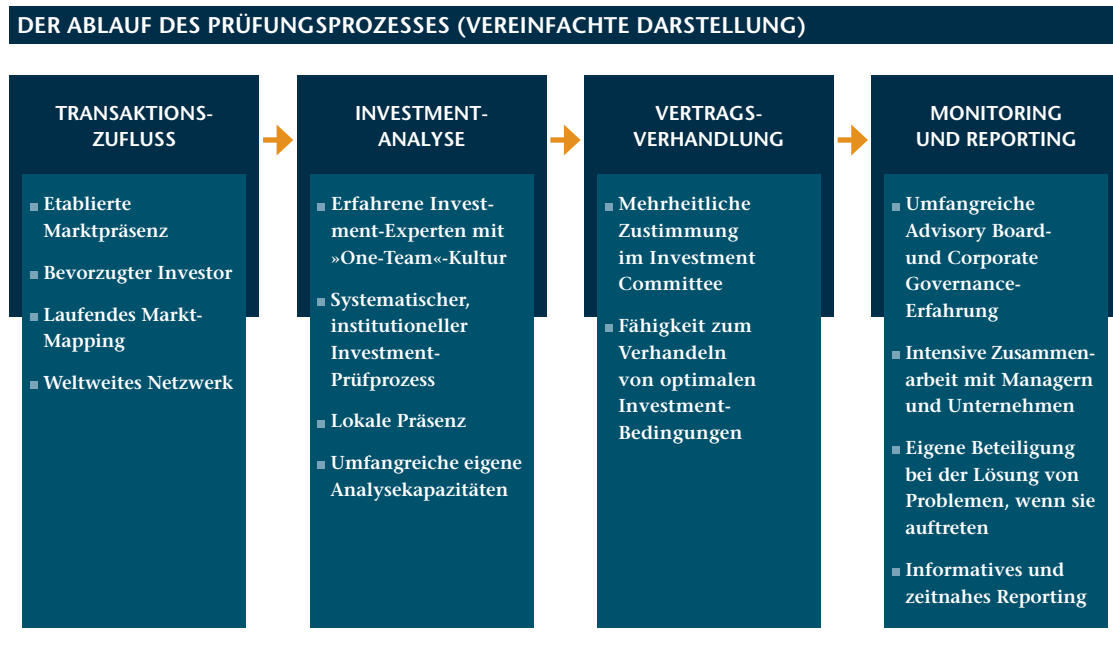 DER ABLAUF DES PRÜFUNGSPROZESSES (VEREINFACHTE DARSTELLUNG)
TRANSAKTIONS-
ZUFLUSS
Etablierte
Marktpräsenz
Bevorzugter Investor
Laufendes Markt-
Mapping
Weltweites Netzwerk
INVESTMENT-
ANALYSE
Erfahrene Invest-
ment-Experten mit
»One-Team«-Kultur
Systematischer,
institutioneller
Investment-
Prüfprozess
Lokale Präsenz
Umfangreiche eigene
Analysekapazitäten
VERTRAGS-
VERHANDLUNG
Mehrheitliche
Zustimmung
im Investment
Committee
Fähigkeit zum
Verhandeln
von optimalen
Investment-
Bedingungen
MONITORING
UND REPORTING
Umfangreiche
Advisory Board-
und Corporate
Governance-
Erfahrung
Intensive Zusammen-
arbeit mit Managern
und Unternehmen
Eigene Beteiligung
bei der Lösung von
Problemen, wenn sie
auftreten
Informatives und
zeitnahes Reporting